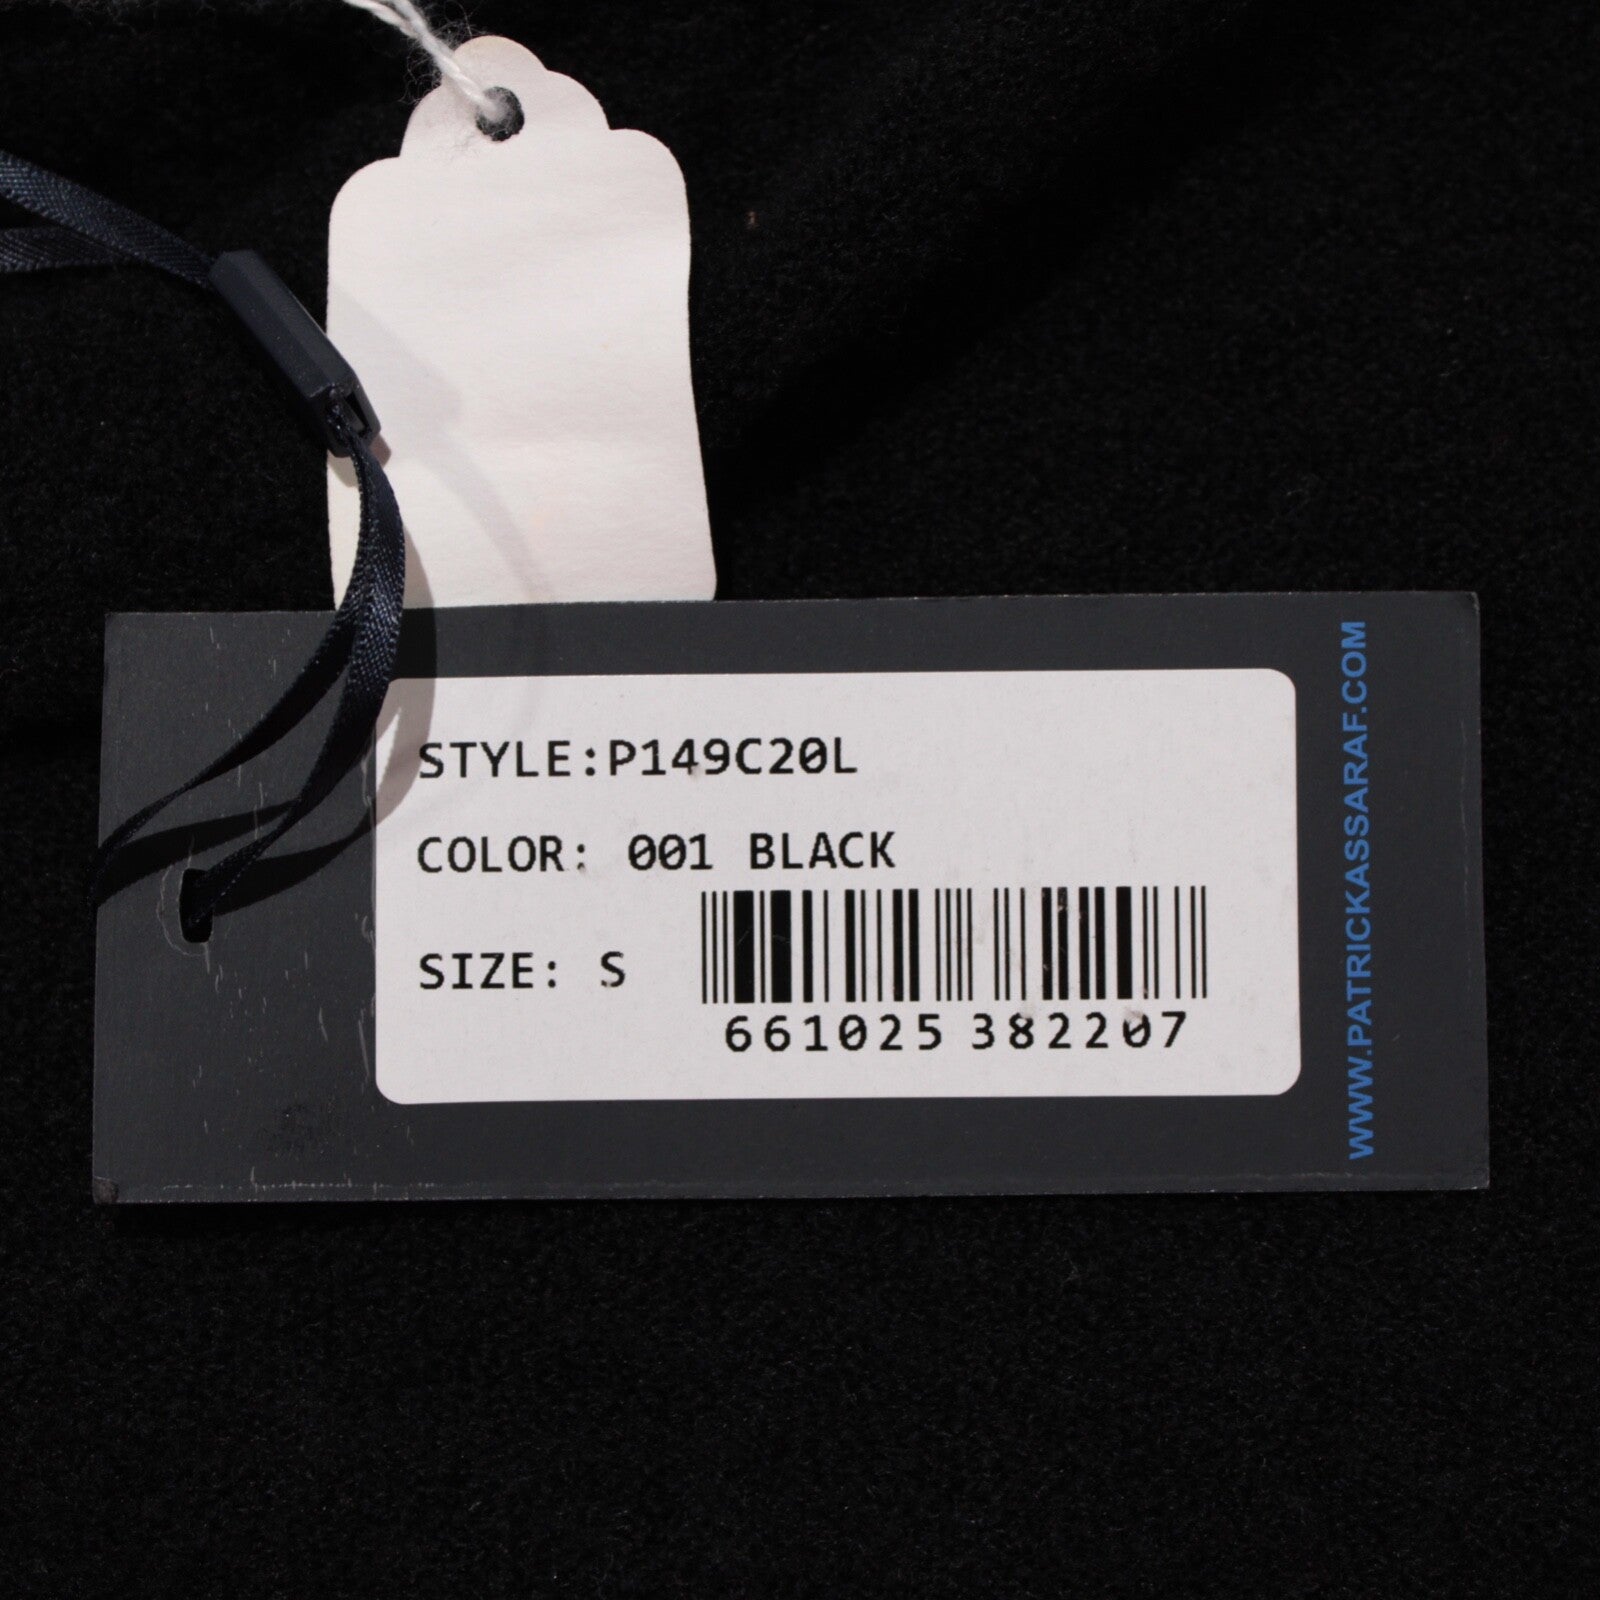 STYLE:P149C20L
COLOR: 001 BLACK
SIZE: S
661025 382207
WWW.PATRICKASSARAF.COM